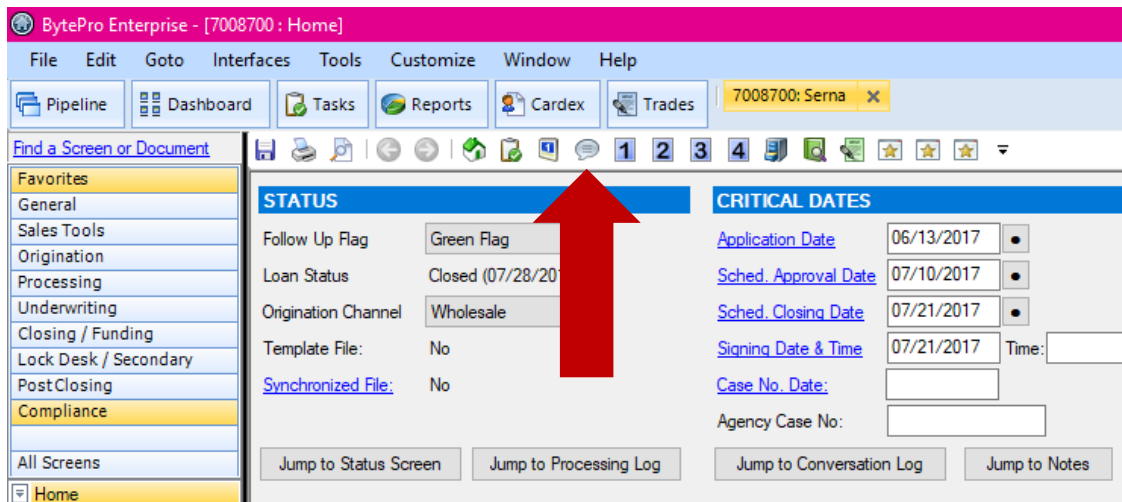 BytePro Enterprise - [7008700 : Home]
File Edit Goto Interfaces Tools Customize Window Help
Pipeline Dashboard Tasks Reports Cardex Trades 7008700: Serna
Find a Screen or Document 1 2 3 4
Favorites
General
Sales Tools
Origination
Processing
Underwriting
Closing / Funding
Lock Desk / Secondary
PostClosing
Compliance
All Screens
Home
STATUS
Follow Up Flag Green Flag
Loan Status Closed (07/28/201
Origination Channel Wholesale
Template File: No
Synchronized File: No
Jump to Status Screen Jump to Processing Log
CRITICAL DATES
Application Date 06/13/2017
Sched. Approval Date 07/10/2017
Sched. Closing Date 07/21/2017
Signing Date & Time 07/21/2017 Time:
Case No. Date:
Agency Case No:
Jump to Conversation Log Jump to Notes